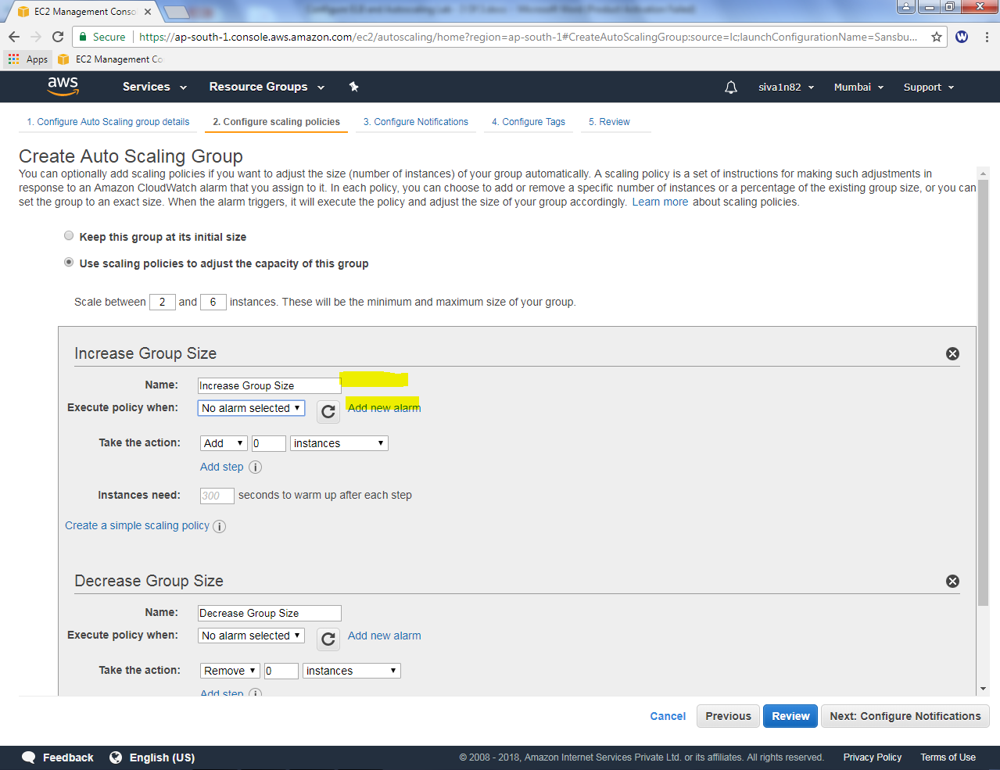 EC2 Management Conso
Secure
https://ap-south-1.console.aws.amazon.com/ec2/autoscaling/home?region=ap-south-1#CreateAutoScalingGroup:source=lc;launchConfigurationName=Sansbu...
W
Apps
EC2 Management Co
aws
Services
Resource Groups
siva1n82
Mumbai
Support
1. Configure Auto Scaling group details
2. Configure scaling policies
3. Configure Notifications
4. Configure Tags
5. Review
Create Auto Scaling Group
You can optionally add scaling policies if you want to adjust the size (number of instances) of your group automatically. A scaling policy is a set of instructions for making such adjustments in
response to an Amazon CloudWatch alarm that you assign to it. In each policy, you can choose to add or remove a specific number of instances or a percentage of the existing group size, or you can
set the group to an exact size. When the alarm triggers, it will execute the policy and adjust the size of your group accordingly. Learn more about scaling policies.
Keep this group at its initial size
Use scaling policies to adjust the capacity of this group
Scale between 2 and 6 instances. These will be the minimum and maximum size of your group.
Increase Group Size
Name: Increase Group Size
Execute policy when: No alarm selected Add new alarm
Take the action: Add 0 instances
Add step i
Instances need: 300 seconds to warm up after each step
Create a simple scaling policy i
Decrease Group Size
Name: Decrease Group Size
Execute policy when: No alarm selected Add new alarm
Take the action: Remove 0 instances
Add step i
Cancel
Previous
Review
Next: Configure Notifications
Feedback
English (US)
© 2008 - 2018, Amazon Internet Services Private Ltd. or its affiliates. All rights reserved.
Privacy Policy
Terms of Use